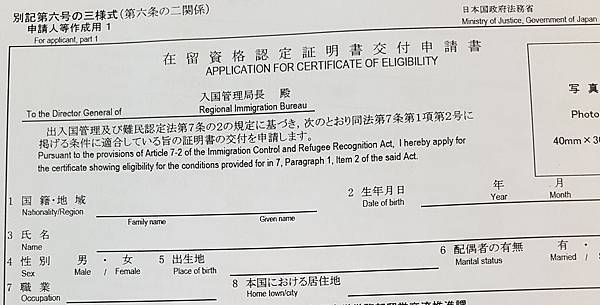 別記第六号の三様式(第六条の二関係)
申請人等作成用 1
For applicant, part 1
日本国政府法務省
Ministry of Justice, Government of Japan
在留資格認定証明書交付申請書
APPLICATION FOR CERTIFICATE OF ELIGIBILITY
入国管理局長 殿
To the Director General of Regional Immigration Bureau
写 真
Photo
40mm×30
出入国管理及び難民認定法第7条の2の規定に基づき,次のとおり同法第7条第1項第2号に
掲げる条件に適合している旨の証明書の交付を申請します。
Pursuant to the provisions of Article 7-2 of the Immigration Control and Refugee Recognition Act, I hereby apply for
the certificate showing eligibility for the conditions provided for in 7, Paragraph 1, Item 2 of the said Act.
1 国 籍・地 域 2 生年月日 年 月
Nationality/Region Date of birth Year Month
Family name Given name
3 氏 名
Name
4 性 別 男 ・ 女 5 出生地 6 配偶者の有無 有 ・
Sex Male / Female Place of birth Marital status Married /
7 職 業 8 本国における居住地
Occupation Home town/city